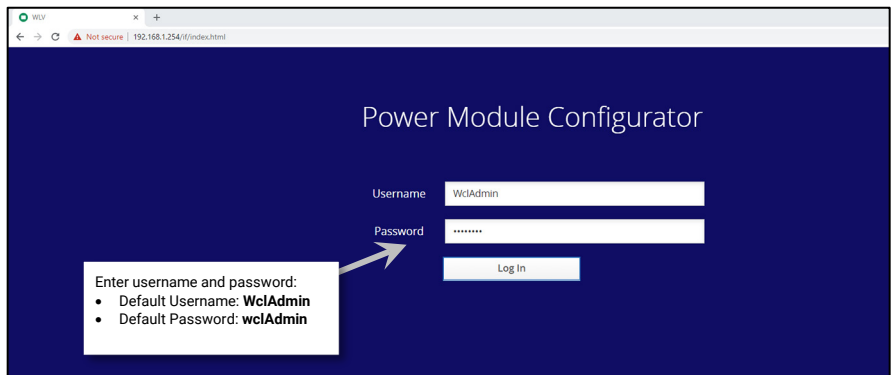 WLV
Not secure | 192.168.1.254/if/index.html
Power Module Configurator
Username
WclAdmin
Password
••••••••
Log In
Enter username and password:
• Default Username: WclAdmin
• Default Password: wclAdmin